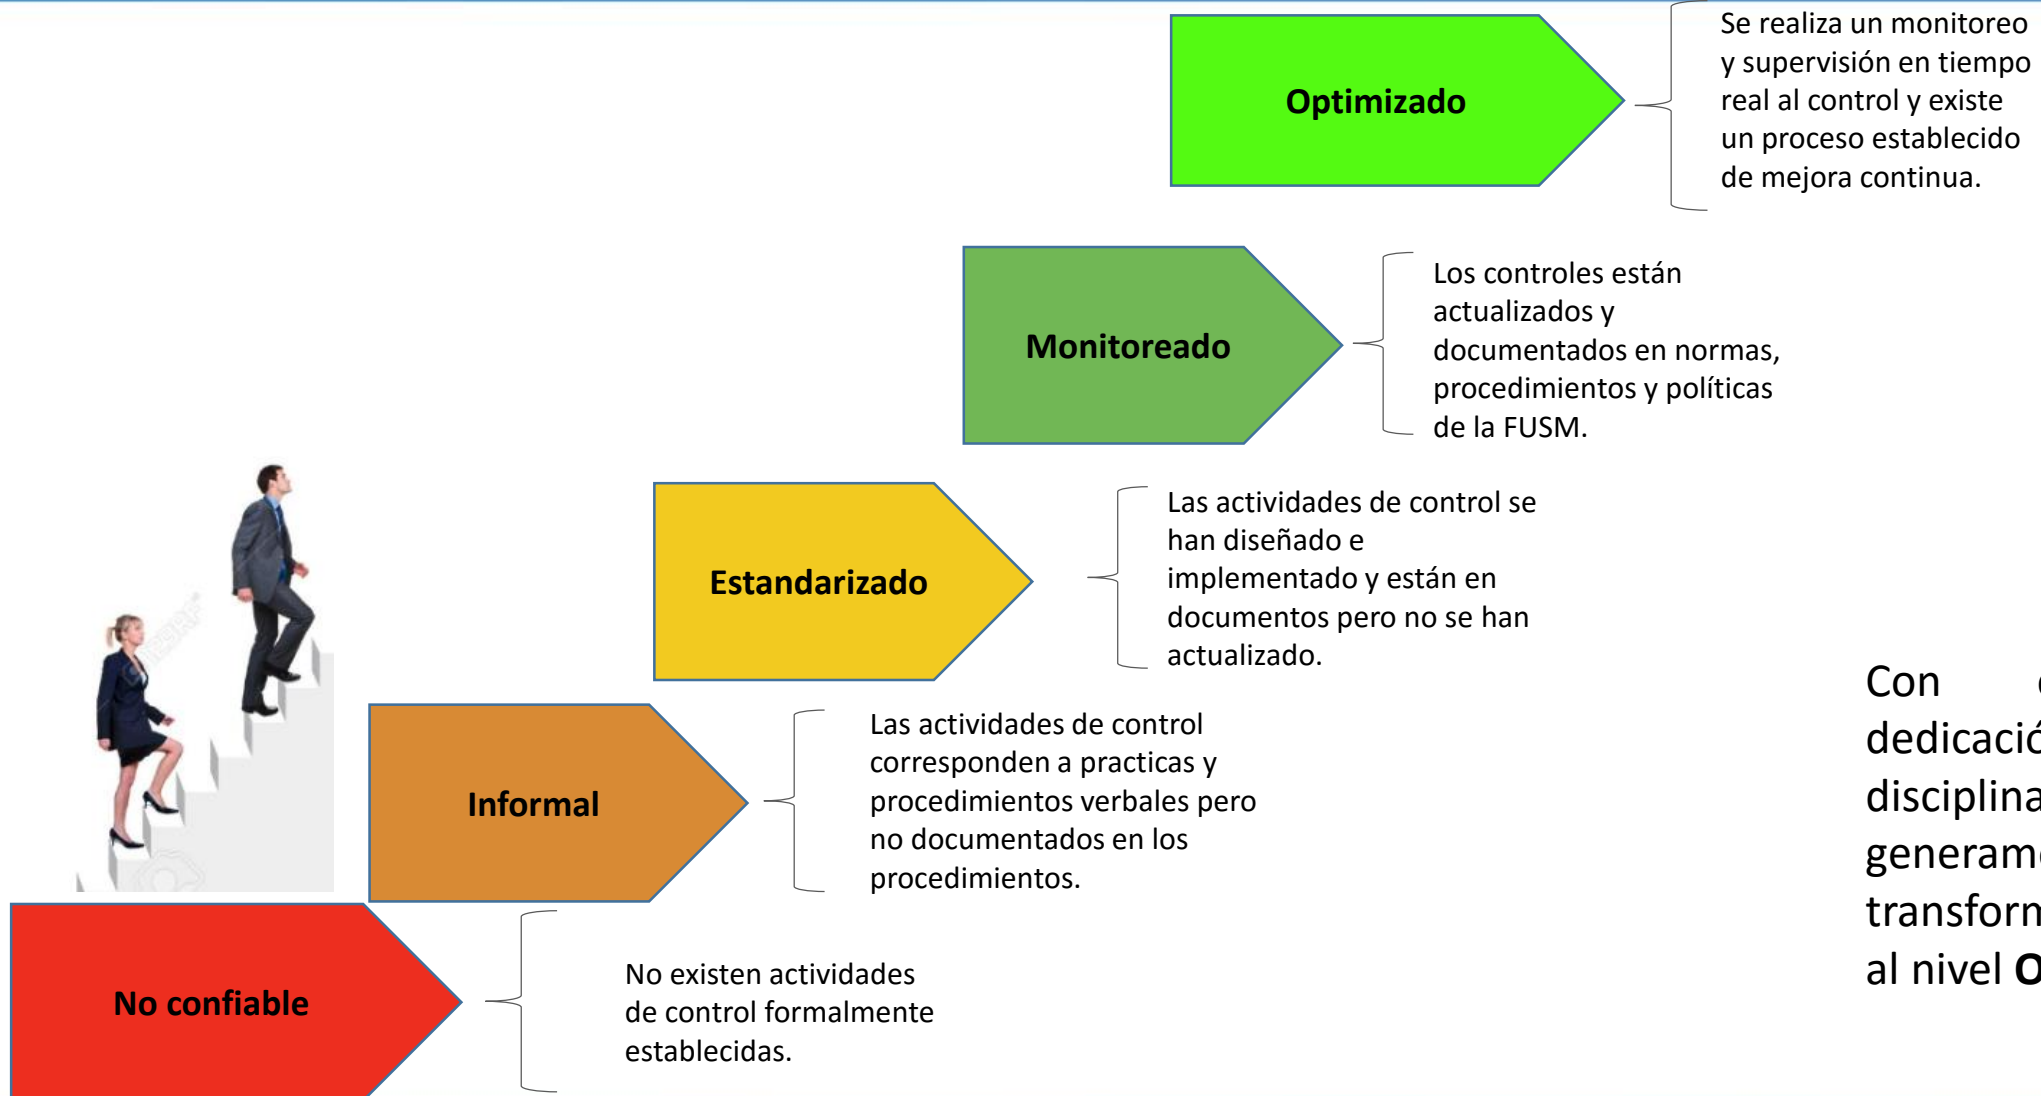 Optimizado
Se realiza un monitoreo
y supervisión en tiempo
real al control y existe
un proceso establecido
de mejora continua.
Monitoreado
Los controles están
actualizados y
documentados en normas,
procedimientos y políticas
de la FUSM.
Estandarizado
Las actividades de control se
han diseñado e
implementado y están en
documentos pero no se han
actualizado.
Informal
Las actividades de control
corresponden a practicas y
procedimientos verbales pero
no documentados en los
procedimientos.
No confiable
No existen actividades
de control formalmente
establecidas.
Con
al nivel